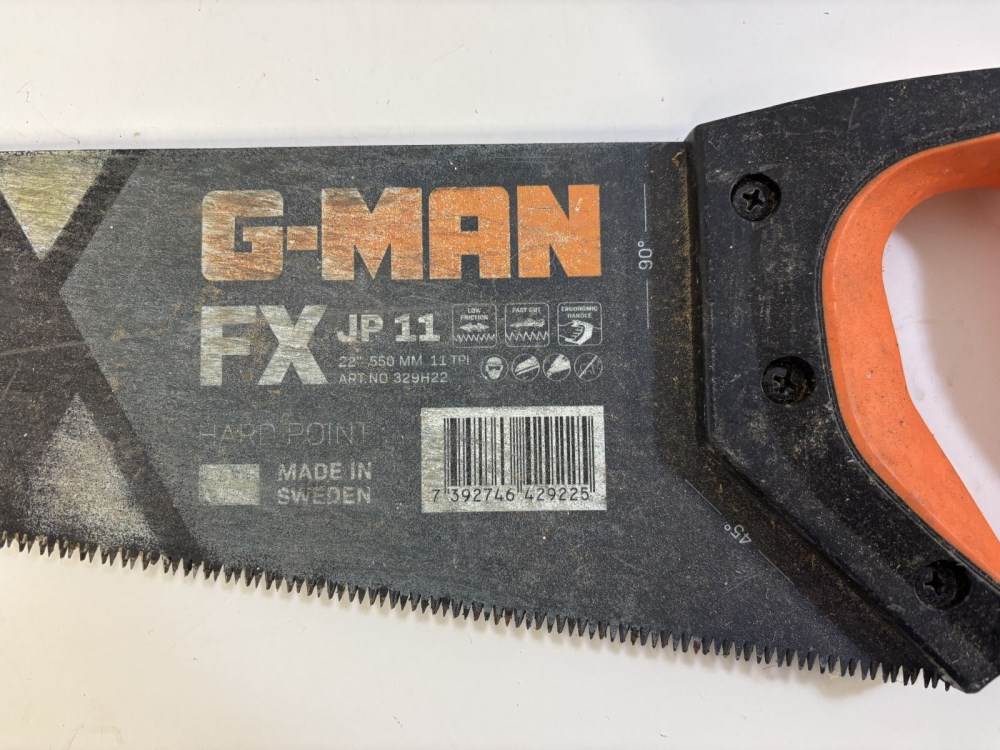 G-MAN
90°
FX JP 11
LOW FRICTION
FAST CUT
ERGONOMIC HANDLE
22" 550 MM 11 TPI
ART.NO 329H22
HARD POINT
MADE IN
SWEDEN
7 392746 429225
45°